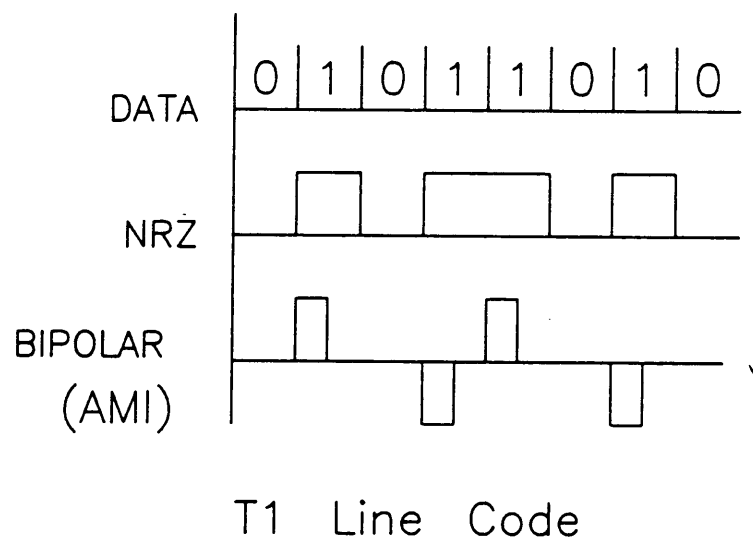 0 1 0 1 1 0 1 0
DATA
NRZ
BIPOLAR
(AMI)
T1 Line Code